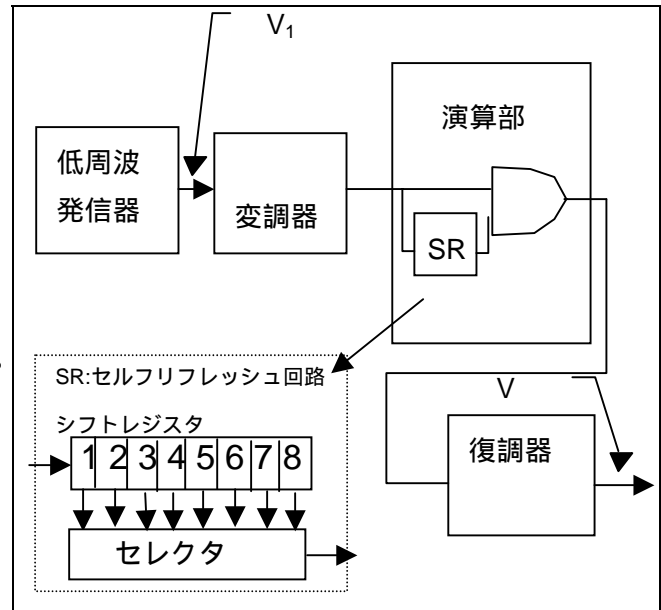 V1
演算部
低周波
発信器
変調器
SR
SR:セルフリフレッシュ回路
シフトレジスタ
1 2 3 4 5 6 7 8
セレクタ
V
復調器